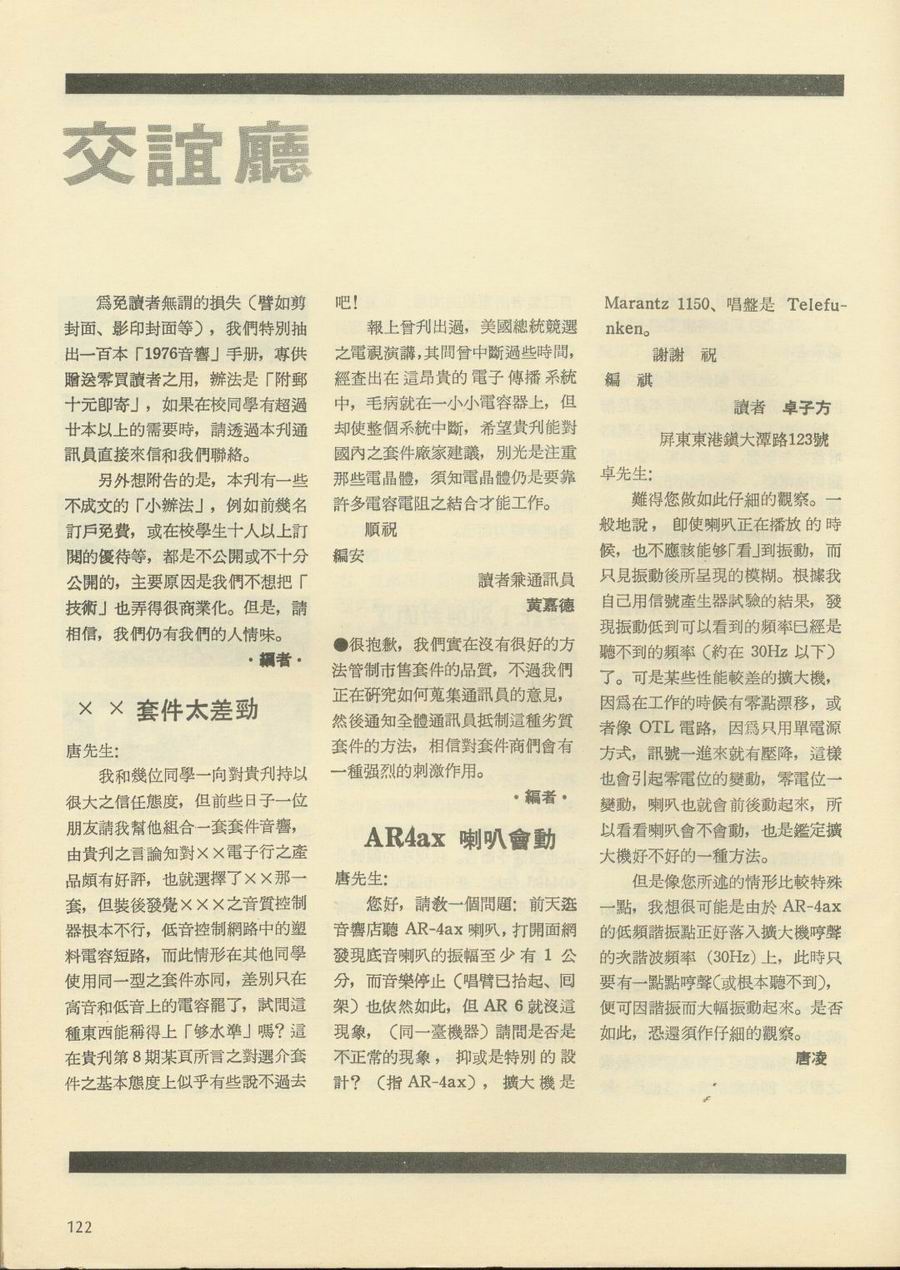 交誼廳
爲免讀者無謂的損失（譬如剪
封面、影印封面等），我們特別抽
出一百本「1976音響」手册，專供
贈送零買讀者之用，辦法是「附郵
十元卽寄」，如果在校同學有超過
廿本以上的需要時，請透過本刋通
訊員直接來信和我們聯絡。
另外想附告的是，本刋有一些
不成文的「小辦法」，例如前幾名
訂戶免費，或在校學生十人以上訂
閱的優待等，都是不公開或不十分
公開的，主要原因是我們不想把「
技術」也弄得很商業化。但是，請
相信，我們仍有我們的人情味。
·編者·
× × 套件太差勁
唐先生：
我和幾位同學一向對貴刋持以
很大之信任態度，但前些日子一位
朋友請我幫他組合一套套件音響，
由貴刋之言論知對××電子行之產
品頗有好評，也就選擇了××那一
套，但裝後發覺×××之音質控制
器根本不行，低音控制網路中的塑
料電容短路，而此情形在其他同學
使用同一型之套件亦同，差別只在
高音和低音上的電容罷了，試問這
種東西能稱得上「够水準」嗎？這
在貴刋第8期某頁所言之對選介套
件之基本態度上似乎有些說不過去
吧！
報上曾刋出過，美國總統競選
之電視演講，其間曾中斷過些時間，
經查出在這昂貴的電子傳播系統
中，毛病就在一小小電容器上，但
却使整個系統中斷，希望貴刋能對
國內之套件廠家建議，別光是注重
那些電晶體，須知電晶體仍是要靠
許多電容電阻之結合才能工作。
順祝
編安
讀者兼通訊員
黄嘉德
●很抱歉，我們實在沒有很好的方
法管制市售套件的品質，不過我們
正在硏究如何蒐集通訊員的意見，
然後通知全體通訊員抵制這種劣質
套件的方法，相信對套件商們會有
一種强烈的刺激作用。
·編者·
AR4ax 喇叭會動
唐先生：
您好，請敎一個問題：前天逛
音響店聽 AR-4ax 喇叭，打開面網
發現底音喇叭的振幅至少有 1 公
分，而音樂停止（唱臂已抬起、囘
架）也依然如此，但 AR 6 就沒這
現象，（同一臺機器）請問是否是
不正常的現象，抑或是特別的設
計？（指 AR-4ax），擴大機是
Marantz 1150、唱盤是 Telefu-
nken。
謝謝 祝
編 祺
讀者 卓子方
屏東東港鎭大潭路123號
卓先生：
難得您做如此仔細的觀察。一
般地說，卽使喇叭正在播放的時
候，也不應該能够「看」到振動，而
只見振動後所呈現的模糊。根據我
自己用信號產生器試驗的結果，發
現振動低到可以看到的頻率已經是
聽不到的頻率（約在 30Hz 以下）
了。可是某些性能較差的擴大機，
因爲在工作的時候有零點漂移，或
者像 OTL 電路，因爲只用單電源
方式，訊號一進來就有壓降，這樣
也會引起零電位的變動，零電位一
變動，喇叭也就會前後動起來，所
以看看喇叭會不會動，也是鑑定擴
大機好不好的一種方法。
但是像您所述的情形比較特殊
一點，我想很可能是由於 AR-4ax
的低頻諧振點正好落入擴大機哼聲
的次諧波頻率（30Hz）上，此時只
要有一點點哼聲（或根本聽不到），
便可因諧振而大幅振動起來。是否
如此，恐還須作仔細的觀察。
唐凌
122